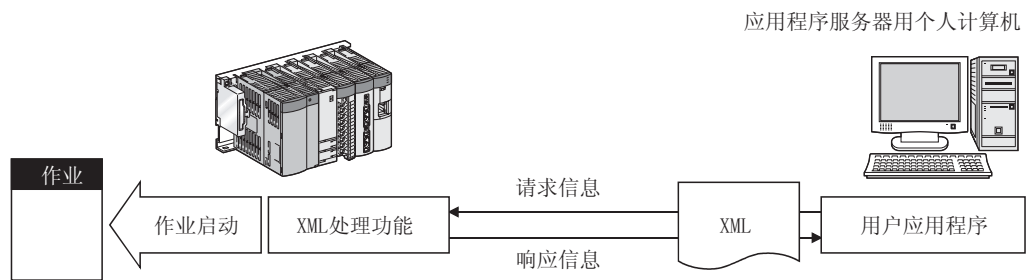 应用程序服务器用个人计算机
作业
作业启动
XML处理功能
请求信息
响应信息
XML
用户应用程序